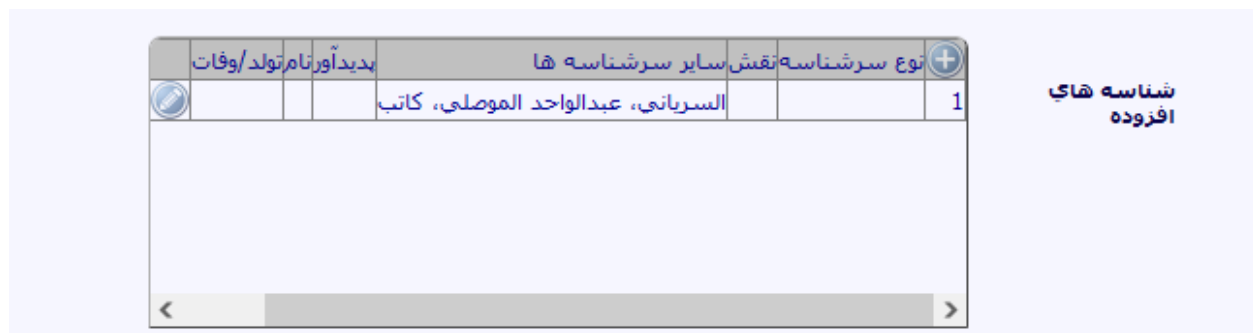 شناسه هاي
افزوده
نوع سرشناسه نقش ساير سرشناسه ها پديدآور نام تولد/وفات
1 السرياني، عبدالواحد الموصلي، كاتب